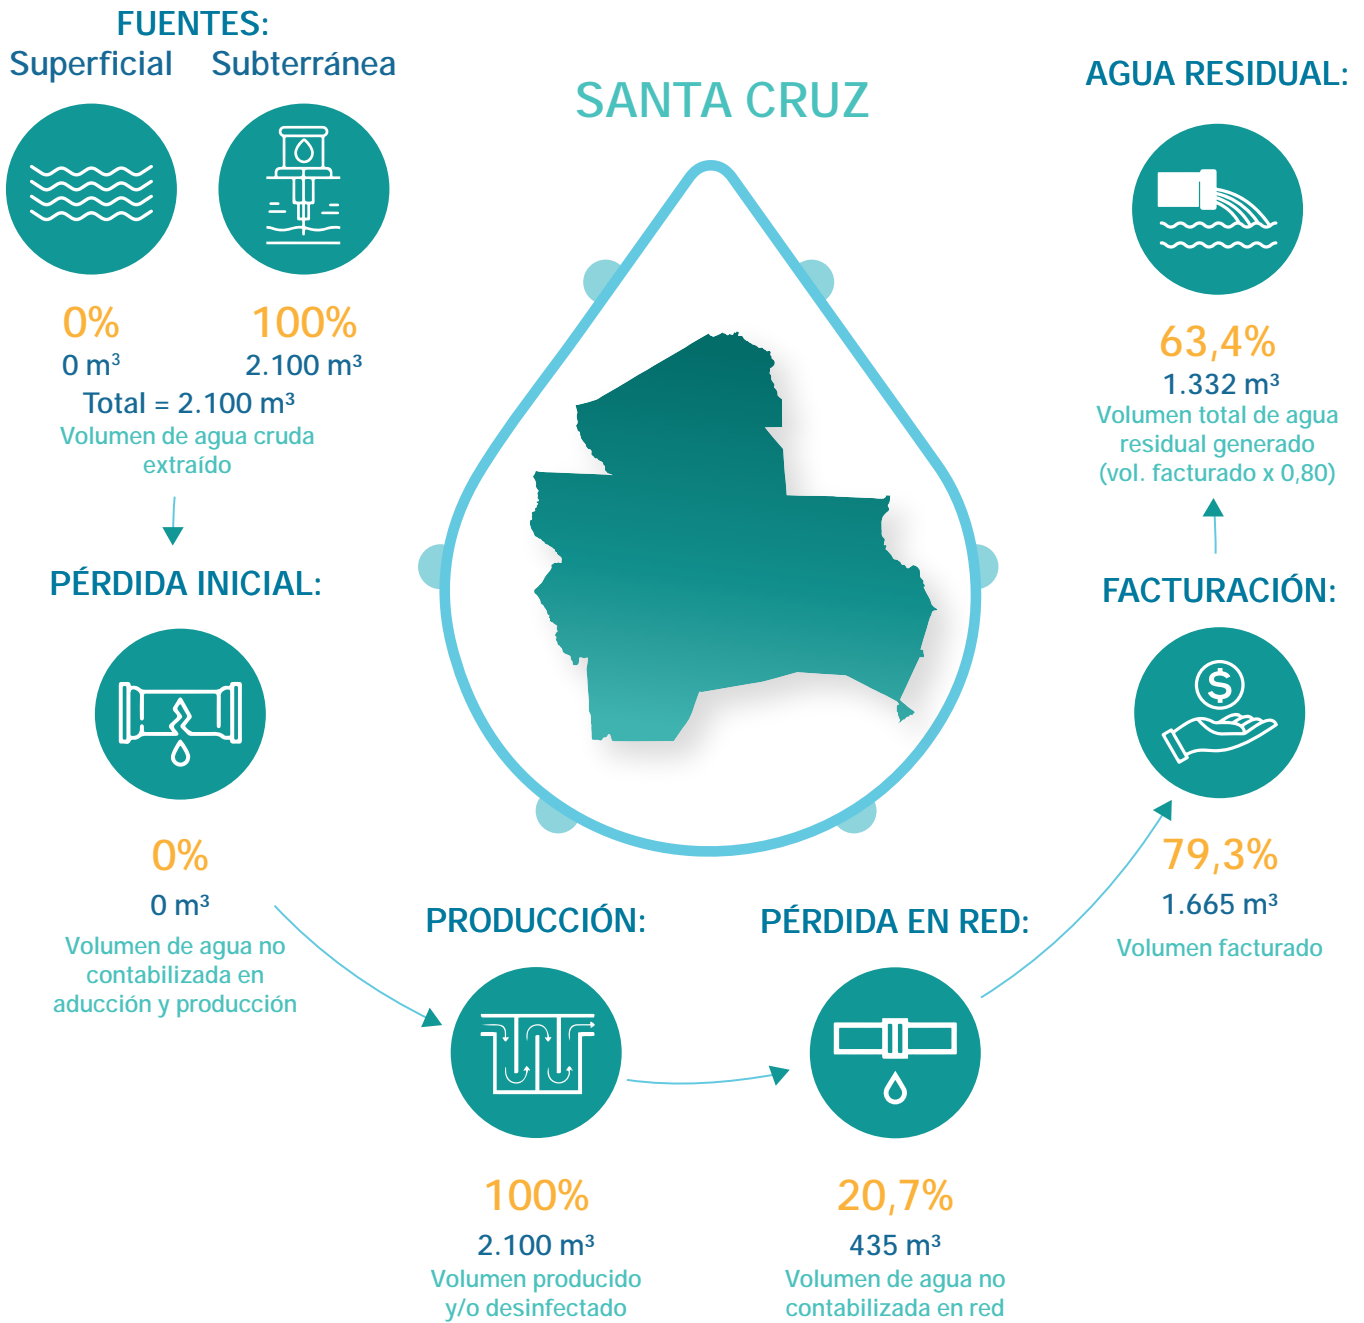 FUENTES:
Superficial
Subterránea
0%
0 m³
100%
2.100 m³
Total = 2.100 m³
Volumen de agua cruda
extraído
PÉRDIDA INICIAL:
0%
0 m³
Volumen de agua no
contabilizada en
aducción y producción
SANTA CRUZ
PRODUCCIÓN:
100%
2.100 m³
Volumen producido
y/o desinfectado
PÉRDIDA EN RED:
20,7%
435 m³
Volumen de agua no
contabilizada en red
FACTURACIÓN:
$
79,3%
1.665 m³
Volumen facturado
AGUA RESIDUAL:
63,4%
1.332 m³
Volumen total de agua
residual generado
(vol. facturado x 0,80)